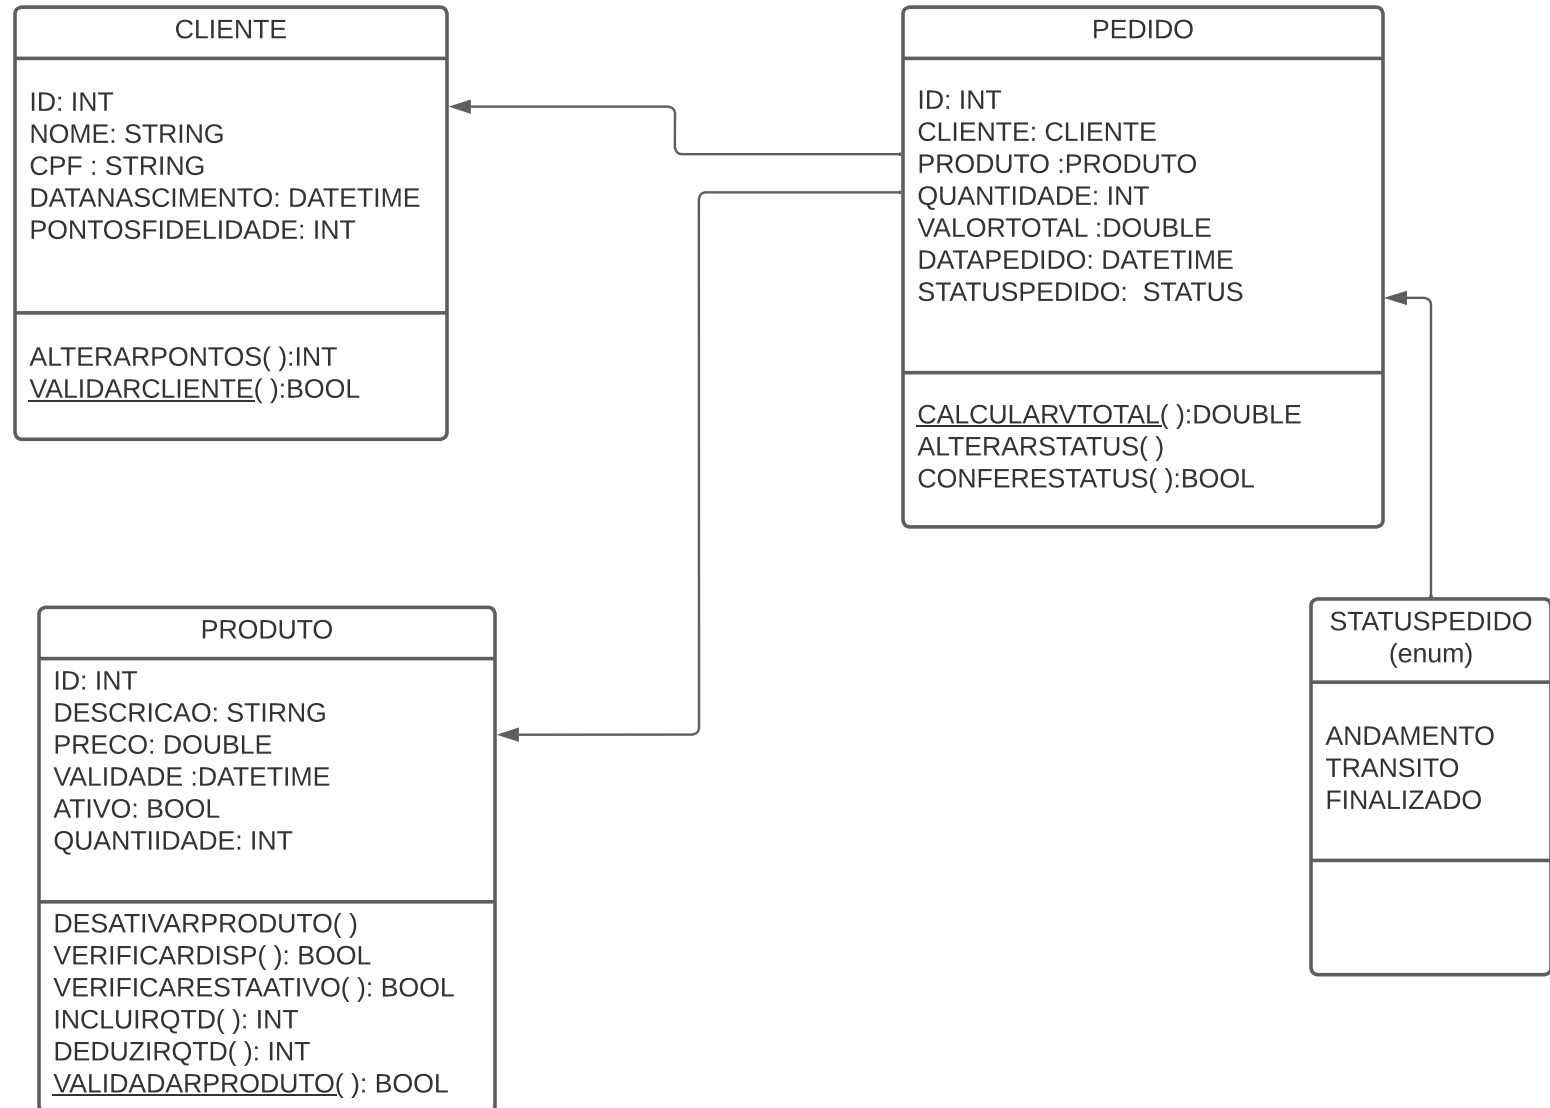 CLIENTE
ID: INT
NOME: STRING
CPF : STRING
DATANASCIMENTO: DATETIME
PONTOSFIDELIDADE: INT
ALTERARPONTOS( ):INT
VALIDARCLIENTE( ):BOOL
PEDIDO
ID: INT
CLIENTE: CLIENTE
PRODUTO :PRODUTO
QUANTIDADE: INT
VALORTOTAL :DOUBLE
DATAPEDIDO: DATETIME
STATUSPEDIDO:  STATUS
CALCULARVTOTAL( ):DOUBLE
ALTERARSTATUS( )
CONFERESTATUS( ):BOOL
PRODUTO
ID: INT
DESCRICAO: STIRNG
PRECO: DOUBLE
VALIDADE :DATETIME
ATIVO: BOOL
QUANTIIDADE: INT
DESATIVARPRODUTO( )
VERIFICARDISP( ): BOOL
VERIFICARESTAATIVO( ): BOOL
INCLUIRQTD( ): INT
DEDUZIRQTD( ): INT
VALIDADARPRODUTO( ): BOOL
STATUSPEDIDO
(enum)
ANDAMENTO
TRANSITO
FINALIZADO